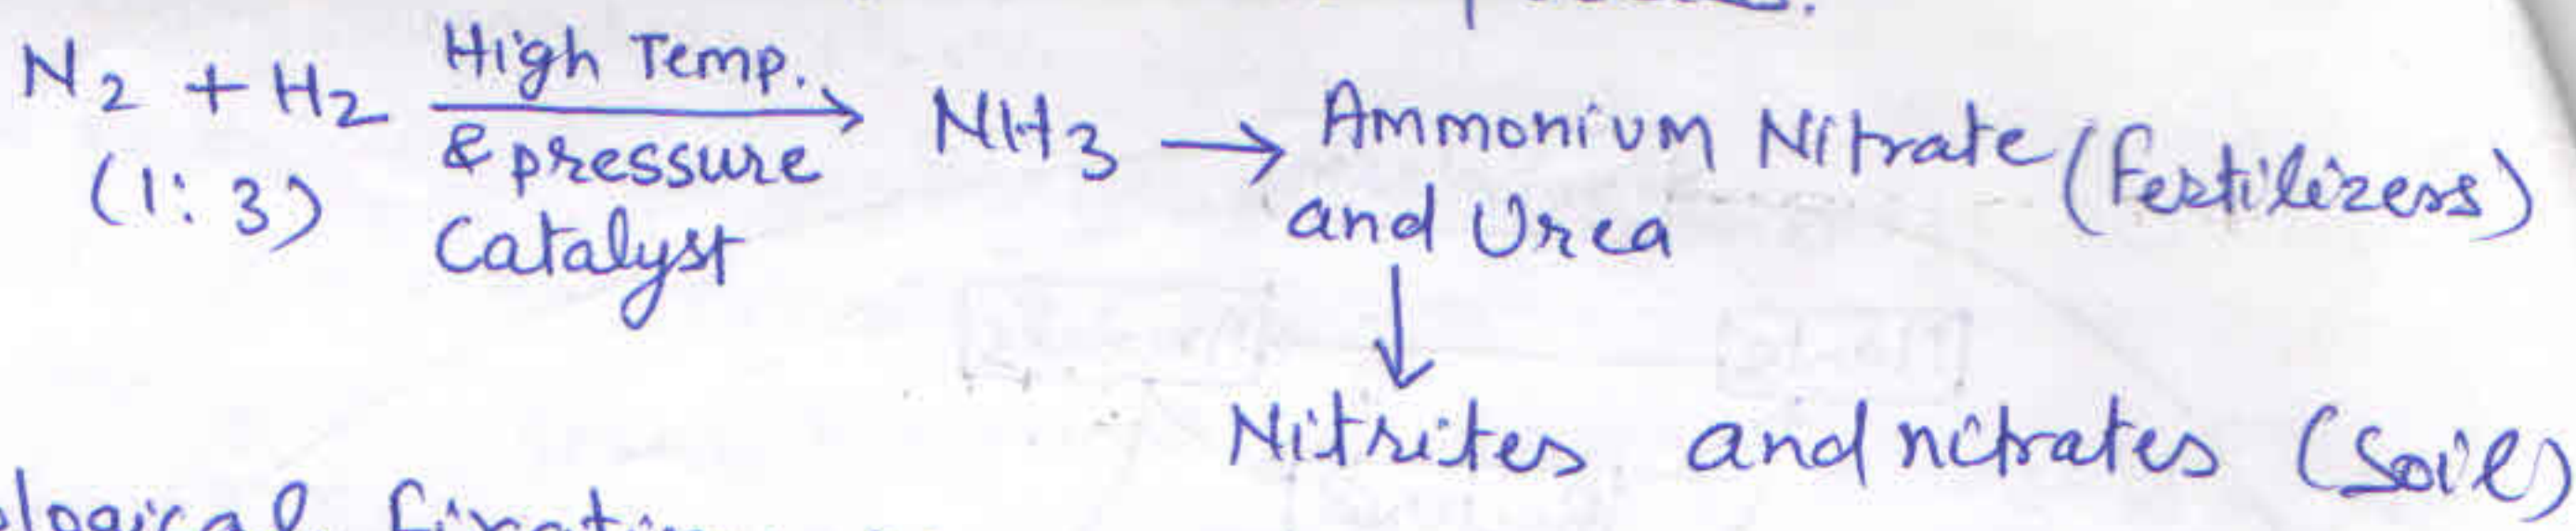 N2 + H2 High Temp. & pressure Catalyst → NH3 → Ammonium Nitrate (Fertilizers)
(1: 3) and Urea
↓
Nitrites and nitrates (Soil)